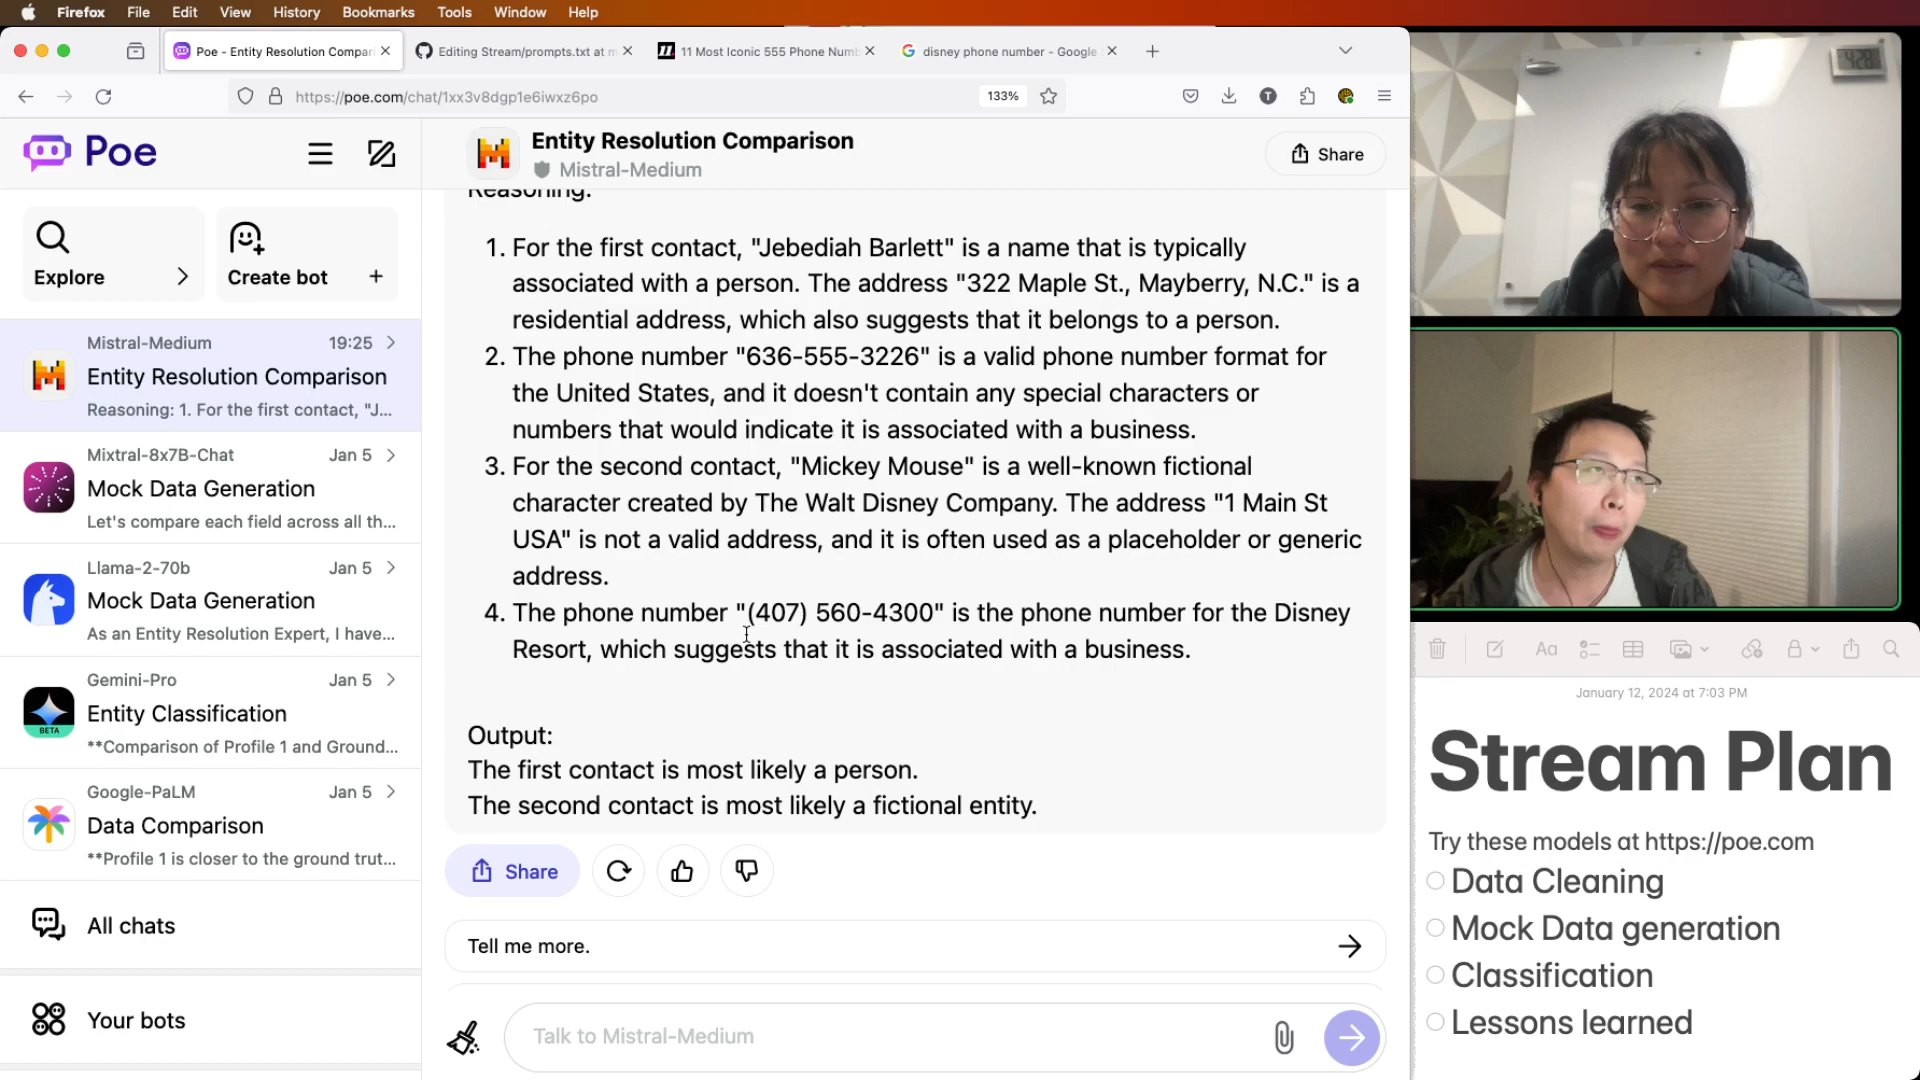 Firefox File Edit View History Bookmarks Tools Window Help
Poe - Entity Resolution Compari
Editing Stream/prompts.txt at m
11 Most Iconic 555 Phone Numb
disney phone number - Google
https://poe.com/chat/1xx3v8dgp1e6iwxz6po
133%
T
Poe
Explore
Create bot +
Mistral-Medium 19:25
Entity Resolution Comparison
Reasoning: 1. For the first contact, "J...
Mixtral-8x7B-Chat Jan 5
Mock Data Generation
Let's compare each field across all th...
Llama-2-70b Jan 5
Mock Data Generation
As an Entity Resolution Expert, I have...
Gemini-Pro Jan 5
BETA
Entity Classification
**Comparison of Profile 1 and Ground...
Google-PaLM Jan 5
Data Comparison
**Profile 1 is closer to the ground trut...
All chats
Your bots
Entity Resolution Comparison
Mistral-Medium
Share
Reasoning:
1. For the first contact, "Jebediah Barlett" is a name that is typically
associated with a person. The address "322 Maple St., Mayberry, N.C." is a
residential address, which also suggests that it belongs to a person.
2. The phone number "636-555-3226" is a valid phone number format for
the United States, and it doesn't contain any special characters or
numbers that would indicate it is associated with a business.
3. For the second contact, "Mickey Mouse" is a well-known fictional
character created by The Walt Disney Company. The address "1 Main St
USA" is not a valid address, and it is often used as a placeholder or generic
address.
4. The phone number "(407) 560-4300" is the phone number for the Disney
Resort, which suggests that it is associated with a business.
Output:
The first contact is most likely a person.
The second contact is most likely a fictional entity.
Share
Tell me more.
Talk to Mistral-Medium
Aa
January 12, 2024 at 7:03 PM
Stream Plan
Try these models at https://poe.com
Data Cleaning
Mock Data generation
Classification
Lessons learned